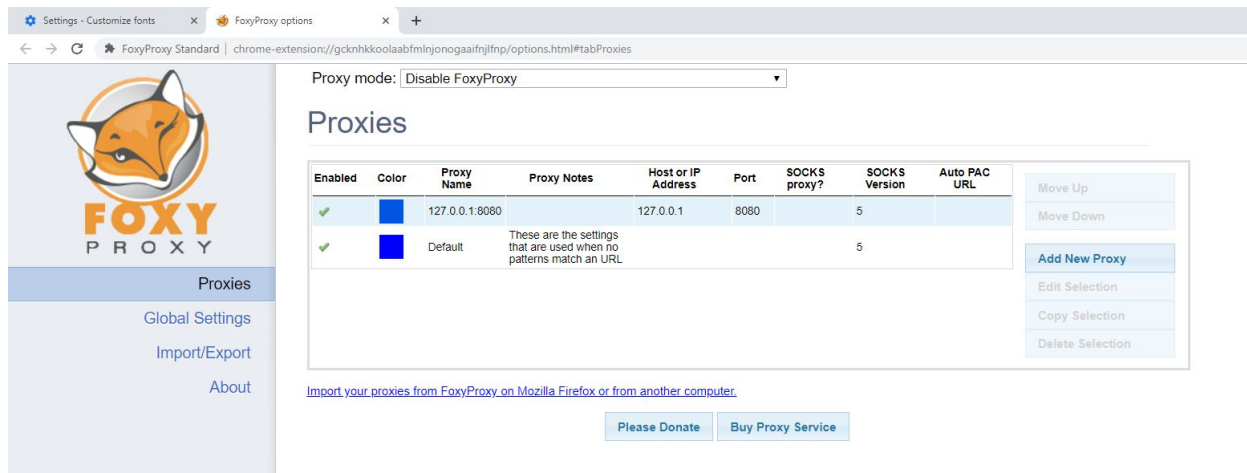 Settings - Customize fonts
FoxyProxy options
FoxyProxy Standard | chrome-extension://gcknhkkoolaabfmlnjonogaaifnjlfnp/options.html#tabProxies
FOXY
PROXY
Proxies
Global Settings
Import/Export
About
Proxy mode: Disable FoxyProxy
Proxies
Enabled Color Proxy Name Proxy Notes Host or IP Address Port SOCKS proxy? SOCKS Version Auto PAC URL
127.0.0.1:8080 127.0.0.1 8080 5
Default These are the settings that are used when no patterns match an URL 5
Move Up
Move Down
Add New Proxy
Edit Selection
Copy Selection
Delete Selection
Import your proxies from FoxyProxy on Mozilla Firefox or from another computer.
Please Donate Buy Proxy Service